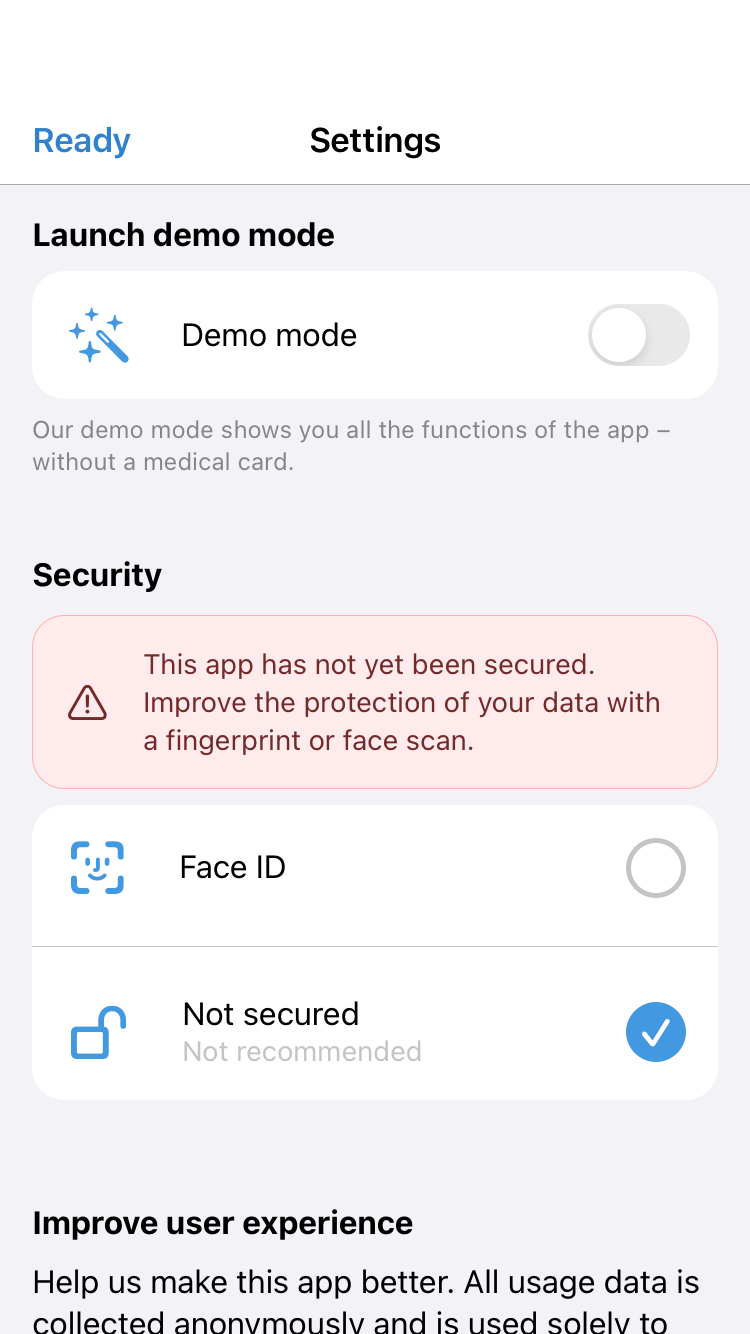 Ready
Settings
Launch demo mode
Demo mode
Our demo mode shows you all the functions of the app –
without a medical card.
Security
This app has not yet been secured.
Improve the protection of your data with
a fingerprint or face scan.
Face ID
Not secured
Not recommended
Improve user experience
Help us make this app better. All usage data is
collected anonymously and is used solely to